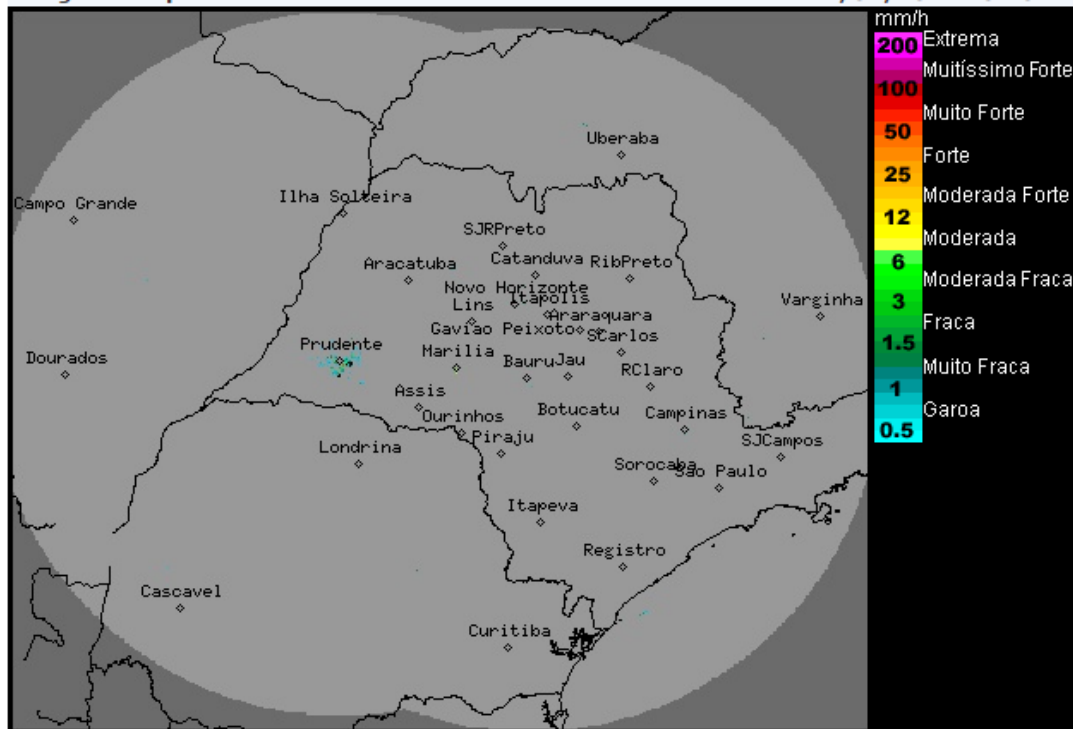 mm/h
200 Extrema
Muitíssimo Forte
100
Muito Forte
50
Forte
25
Moderada Forte
12
Moderada
6
Moderada Fraca
3
Fraca
1.5
Muito Fraca
1
Garoa
0.5
Uberaba
Campo Grande
Ilha Solteira
SJRPreto
Catanduva
Aracatuba
RibPreto
Novo Horizonte
Itapolis
Lins
Araraquara
Varginha
Gaviao Peixoto
SCarlos
Prudente
Dourados
Marilia
Bauru
Jau
RClaro
Assis
Ourinhos
Botucatu
Campinas
Piraju
Londrina
SJCampos
Sorocaba
Sao Paulo
Itapeva
Registro
Cascavel
Curitiba